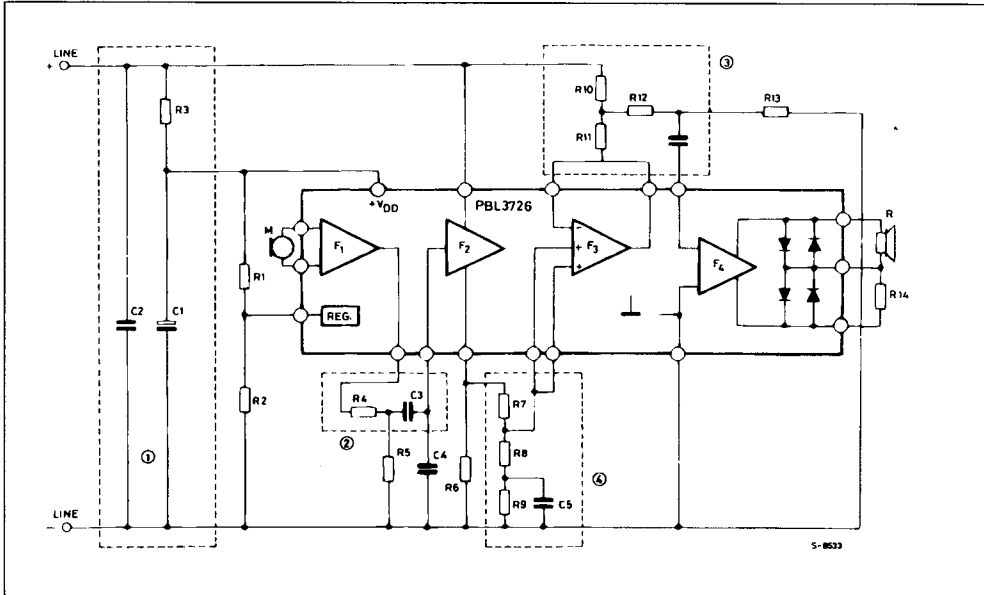 LINE
+
③
R10
R12
R13
R3
R11
+VDD
PBL3726
M
F1
F2
−
+
+
F3
F4
R
R1
R14
C2
C1
REG.
R4
C3
R7
R2
②
R8
①
R5
C4
④
R6
R9
C5
LINE
−
S-8533